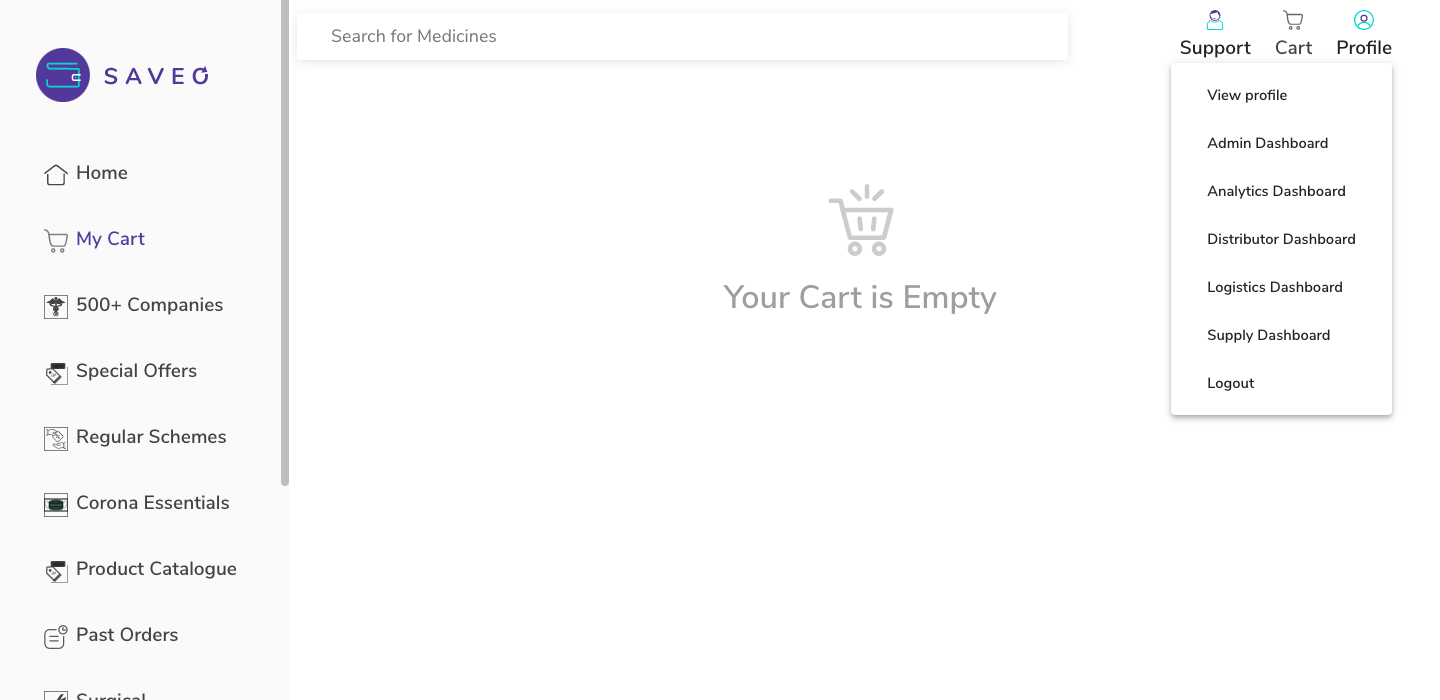 SAVEO
Home
My Cart
500+ Companies
Special Offers
Regular Schemes
Corona Essentials
Product Catalogue
Past Orders
Surgical
Search for Medicines
Support
Cart
Profile
View profile
Admin Dashboard
Analytics Dashboard
Distributor Dashboard
Logistics Dashboard
Supply Dashboard
Logout
Your Cart is Empty